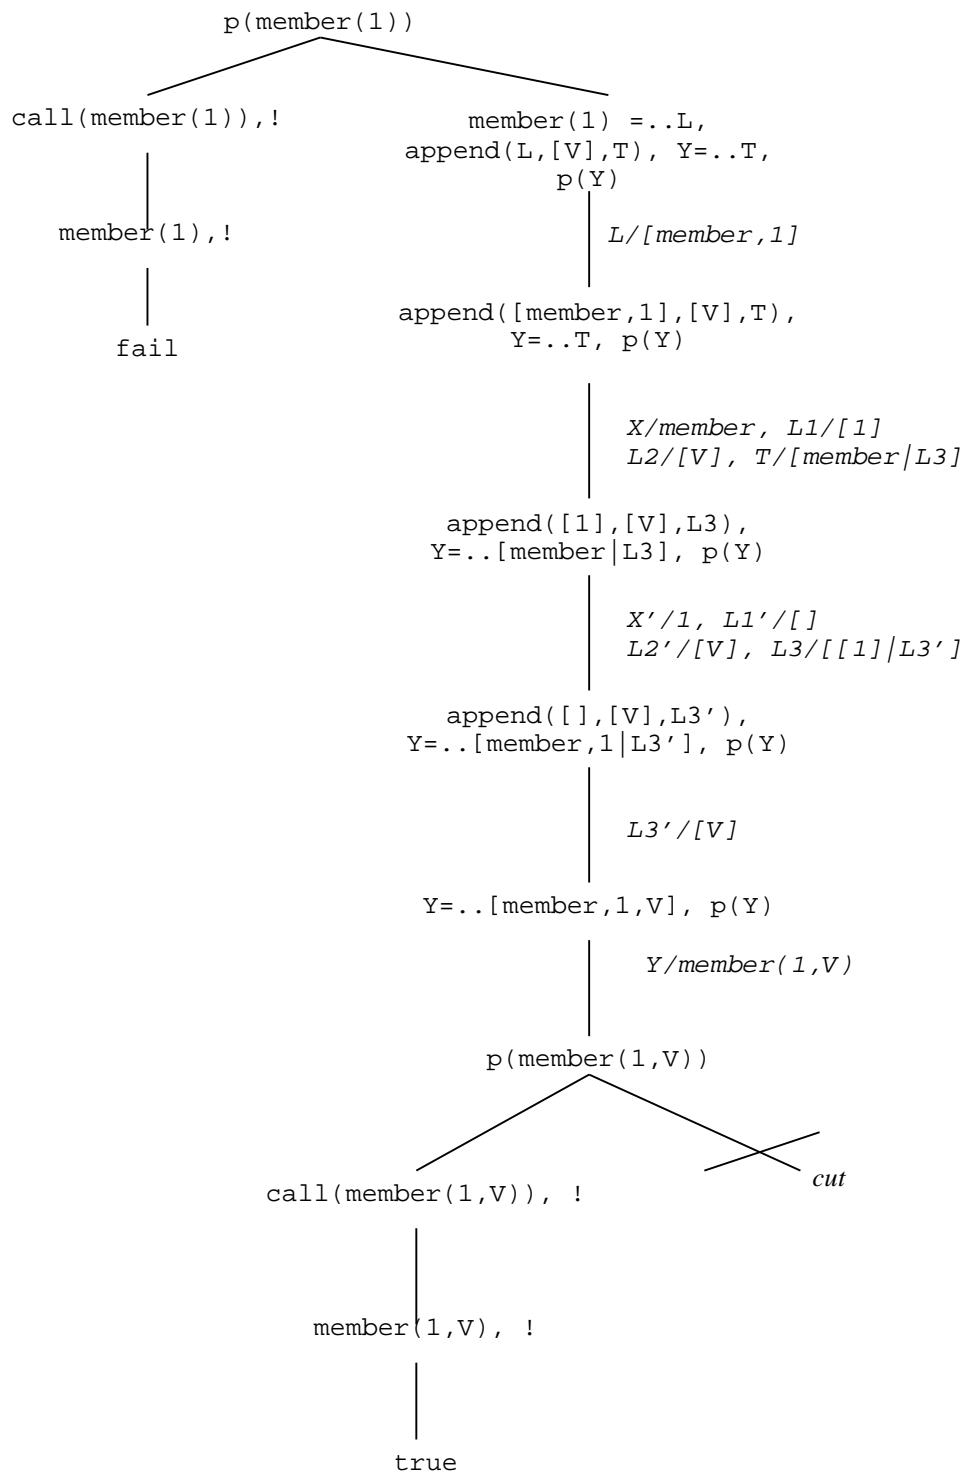 p(member(1))
call(member(1)),!
member(1) =..L,
append(L,[V],T), Y=..T,
p(Y)
member(1),!
L/[member,1]
fail
append([member,1],[V],T),
Y=..T, p(Y)
X/member, L1/[1]
L2/[V], T/[member|L3]
append([1],[V],L3),
Y=..[member|L3], p(Y)
X’/1, L1’/[]
L2’/[V], L3/[[1]|L3’]
append([],[V],L3’),
Y=..[member,1|L3’], p(Y)
L3’/[V]
Y=..[member,1,V], p(Y)
Y/member(1,V)
p(member(1,V))
cut
call(member(1,V)), !
member(1,V), !
true